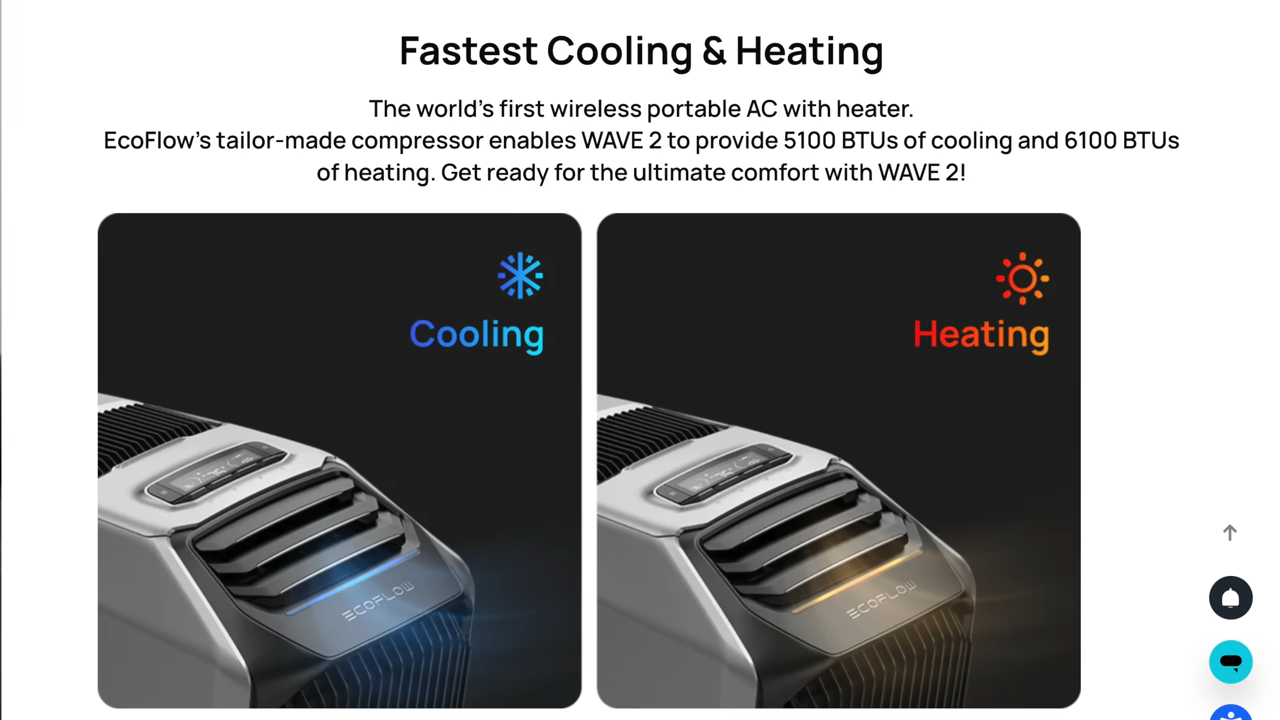 Fastest Cooling & Heating
The world's first wireless portable AC with heater.
EcoFlow's tailor-made compressor enables WAVE 2 to provide 5100 BTUs of cooling and 6100 BTUs
of heating. Get ready for the ultimate comfort with WAVE 2!
Cooling
Heating
ECOFLOW
ECOFLOW